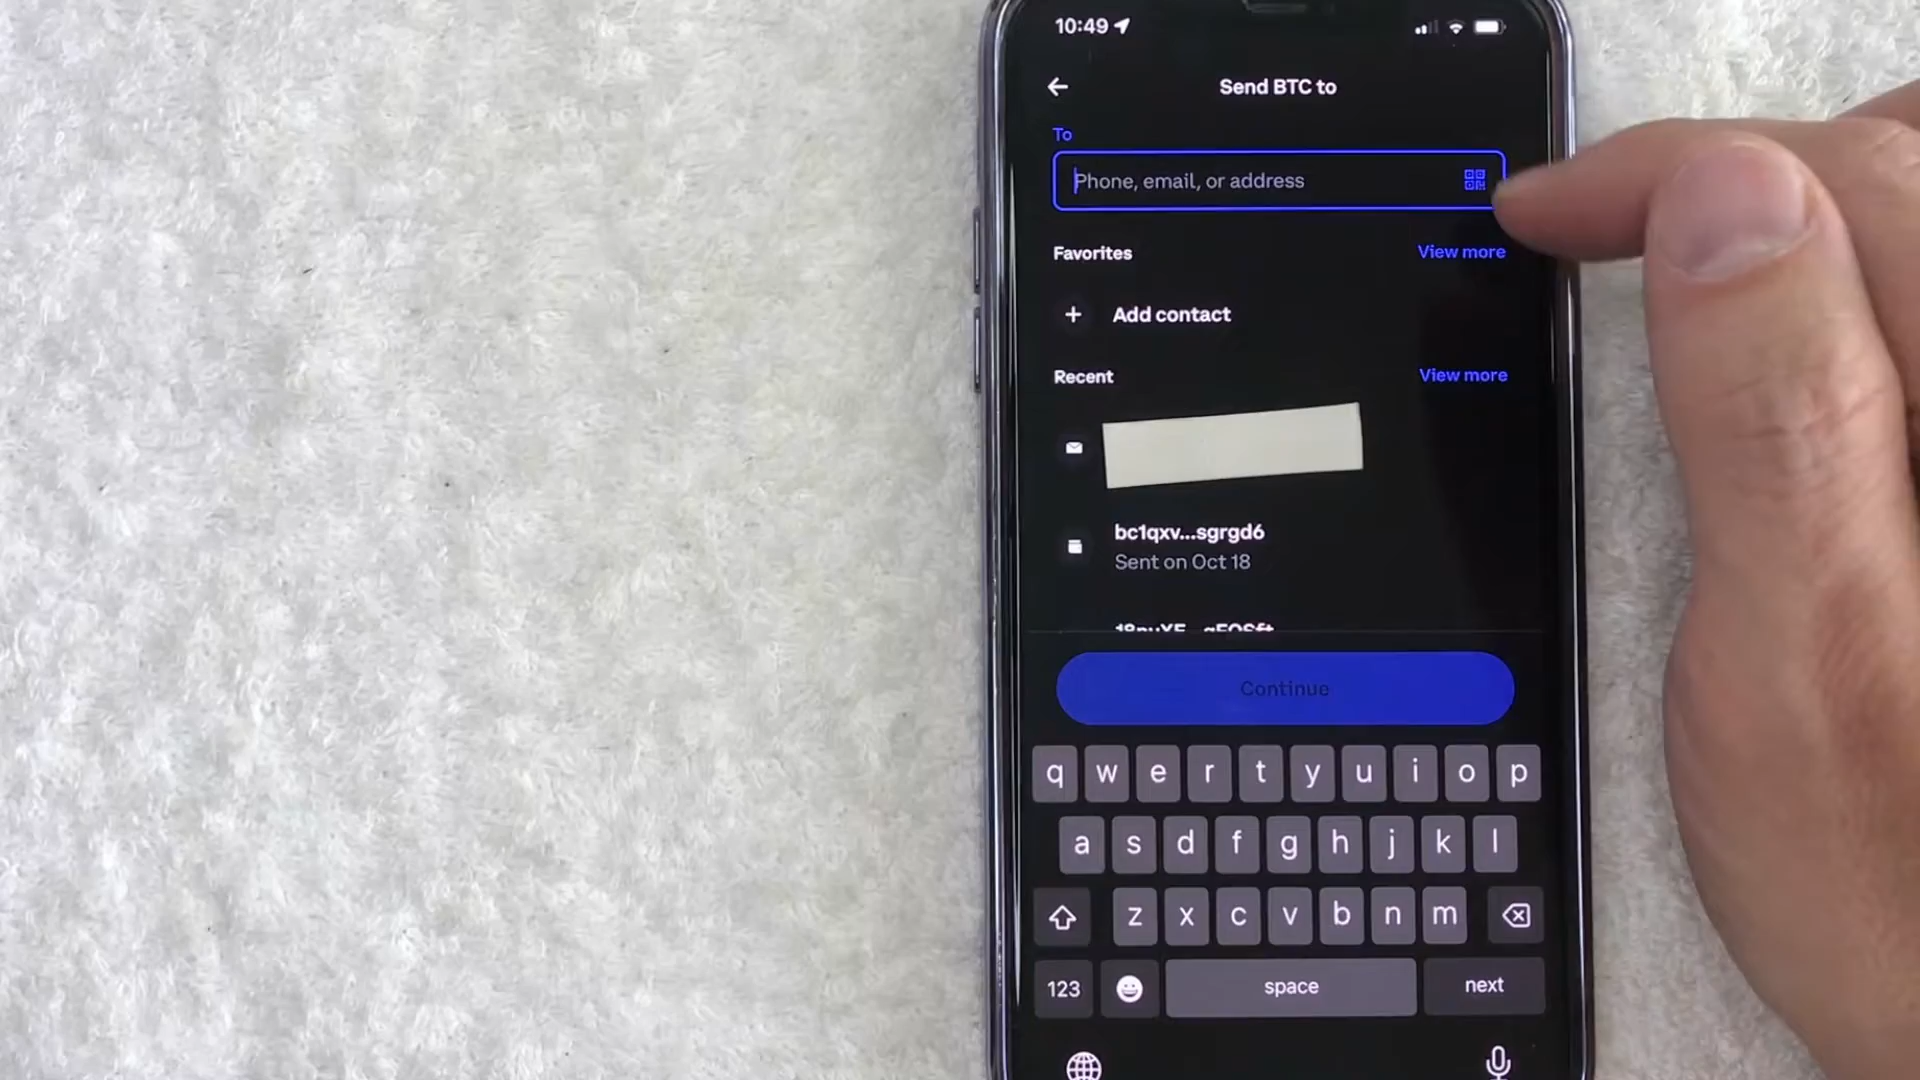 10:49
Send BTC to
To
Phone, email, or address
Favorites View more
Add contact
Recent View more
bc1qxv...sgrgd6
Sent on Oct 18
Continue
q w e r t y u i o p
a s d f g h j k l
z x c v b n m
123 space next